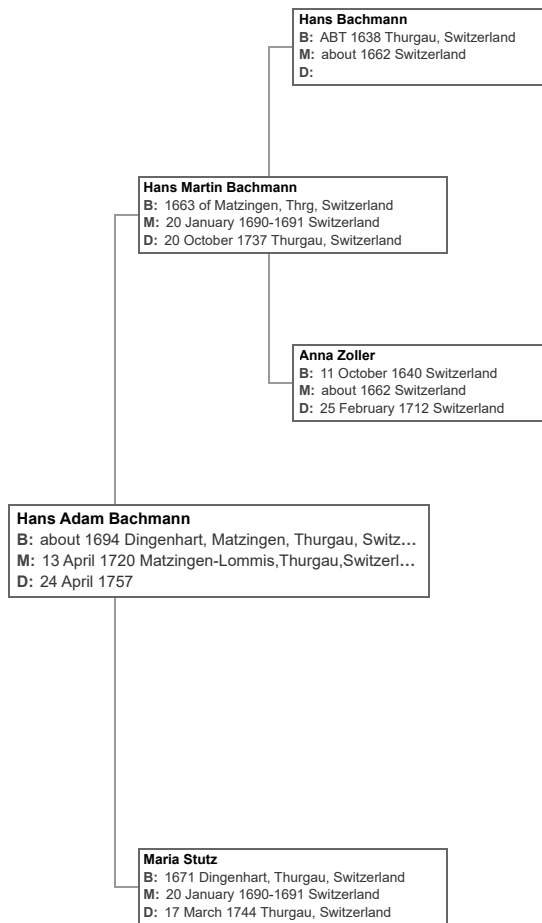 Hans Bachmann
B: ABT 1638 Thurgau, Switzerland
M: about 1662 Switzerland
D:
Hans Martin Bachmann
B: 1663 of Matzingen, Thrg, Switzerland
M: 20 January 1690-1691 Switzerland
D: 20 October 1737 Thurgau, Switzerland
Anna Zoller
B: 11 October 1640 Switzerland
M: about 1662 Switzerland
D: 25 February 1712 Switzerland
Hans Adam Bachmann
B: about 1694 Dingenhart, Matzingen, Thurgau, Switz...
M: 13 April 1720 Matzingen-Lommis,Thurgau,Switzerl...
D: 24 April 1757
Maria Stutz
B: 1671 Dingenhart, Thurgau, Switzerland
M: 20 January 1690-1691 Switzerland
D: 17 March 1744 Thurgau, Switzerland